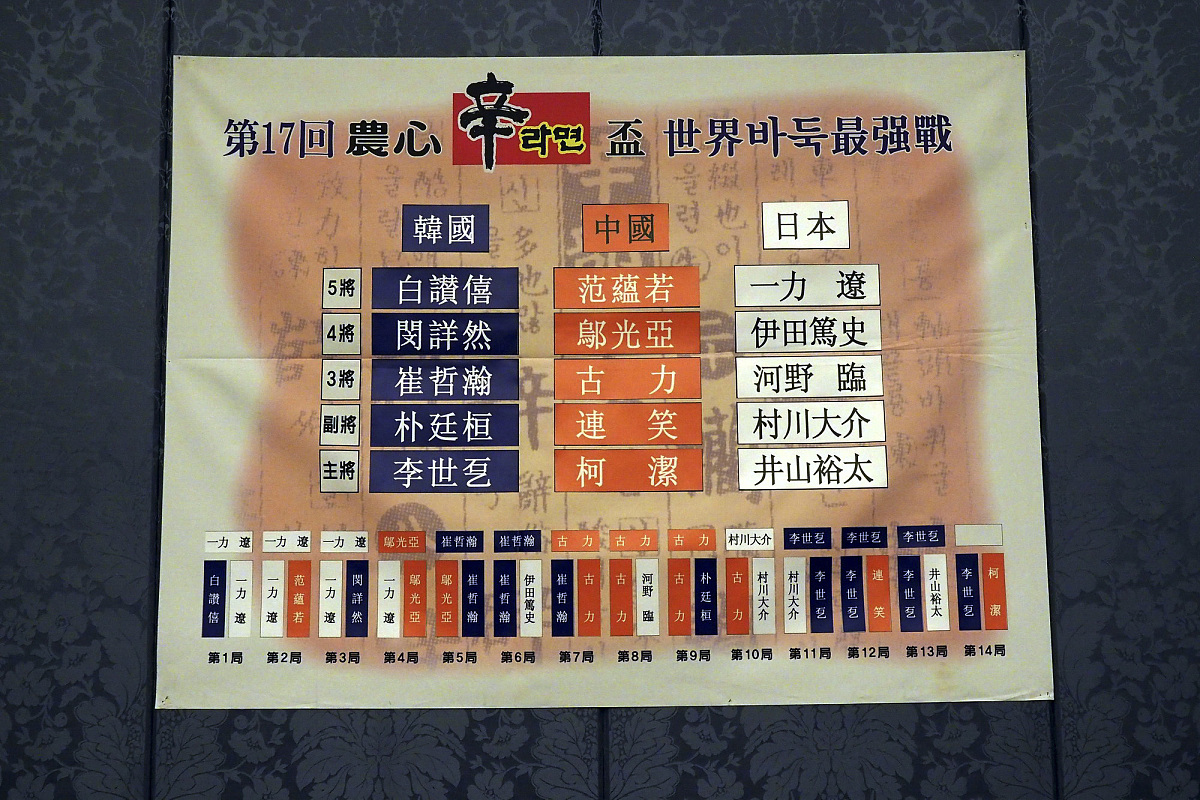 第17回 農心 辛라면 盃 世界바둑最强戰
韓國 中國 日本
5將 白讚僖 范蘊若 一力 遼
4將 閔詳然 鄔光亞 伊田篤史
3將 崔哲瀚 古 力 河野 臨
副將 朴廷桓 連 笑 村川大介
主將 李世乭 柯 潔 井山裕太
一力 遼 一力 遼 一力 遼 鄔光亞 崔哲瀚 崔哲瀚 古 力 古 力 古 力 村川大介 李世乭 李世乭 李世乭
白讚僖 一力遼 一力遼 范蘊若 一力遼 閔詳然 一力遼 鄔光亞 鄔光亞 崔哲瀚 崔哲瀚 伊田篤史 崔哲瀚 古力 古力 河野臨 古力 朴廷桓 古力 村川大介 村川大介 李世乭 李世乭 連笑 李世乭 井山裕太 李世乭 柯潔
第1局 第2局 第3局 第4局 第5局 第6局 第7局 第8局 第9局 第10局 第11局 第12局 第13局 第14局